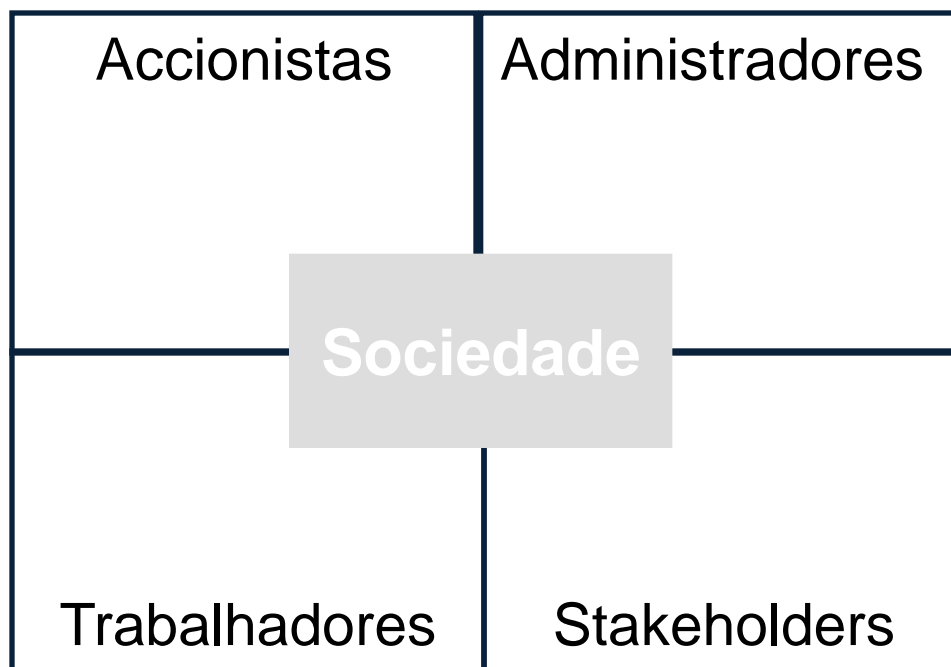 Accionistas
Administradores
Sociedade
Trabalhadores
Stakeholders